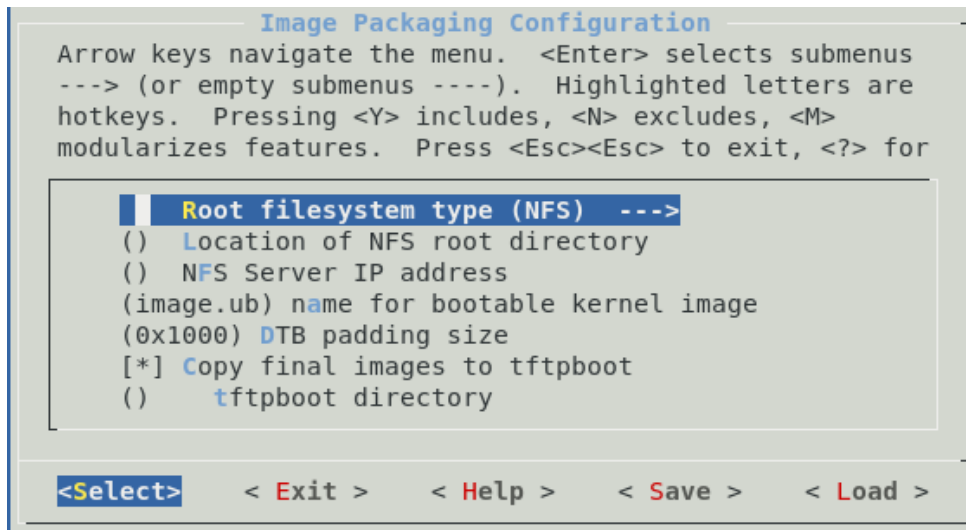 Image Packaging Configuration
Arrow keys navigate the menu.  <Enter> selects submenus
---> (or empty submenus ----).  Highlighted letters are
hotkeys.  Pressing <Y> includes, <N> excludes, <M>
modularizes features.  Press <Esc><Esc> to exit, <?> for
Root filesystem type (NFS)  --->
()  Location of NFS root directory
()  NFS Server IP address
(image.ub) name for bootable kernel image
(0x1000) DTB padding size
[*] Copy final images to tftpboot
()    tftpboot directory
<Select>    < Exit >    < Help >    < Save >    < Load >